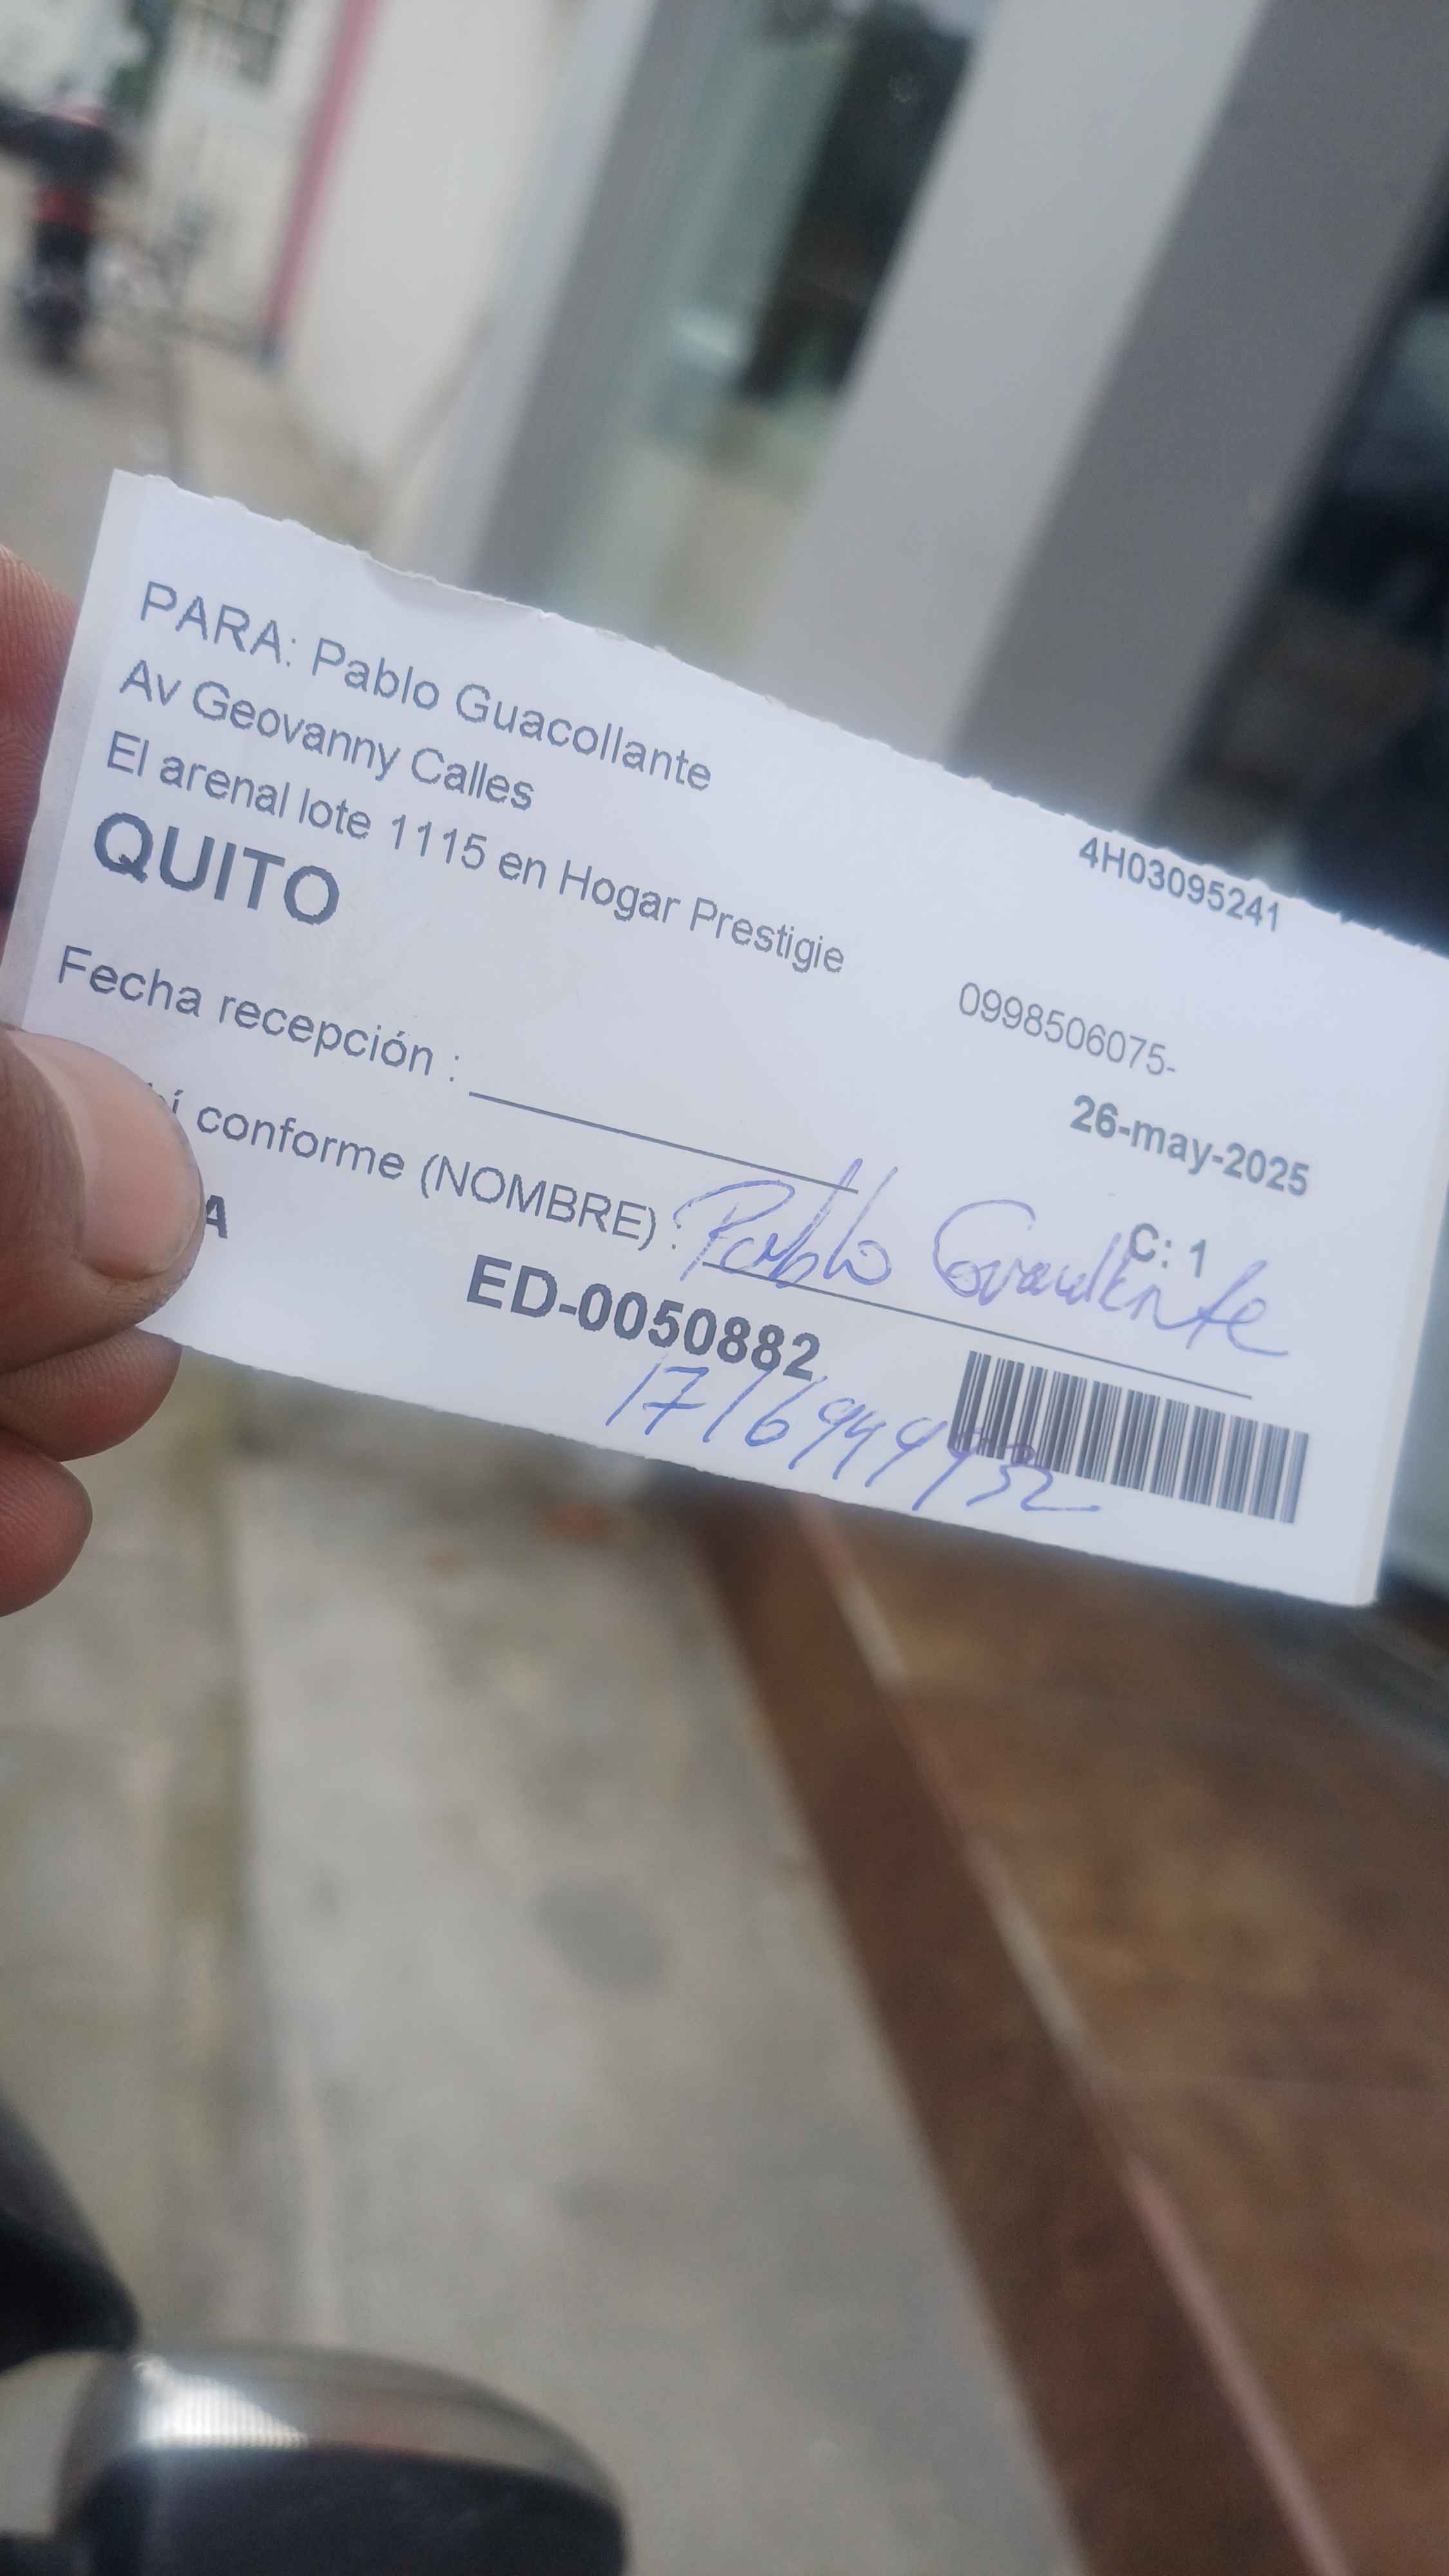 PARA: Pablo Guacollante
Av Geovanny Calles
El arenal lote 1115 en Hogar Prestigie
4H03095241
QUITO
0998506075-
Fecha recepción :
26-may-2025
conforme (NOMBRE) : Pablo Guacollante
C: 1
A
ED-0050882